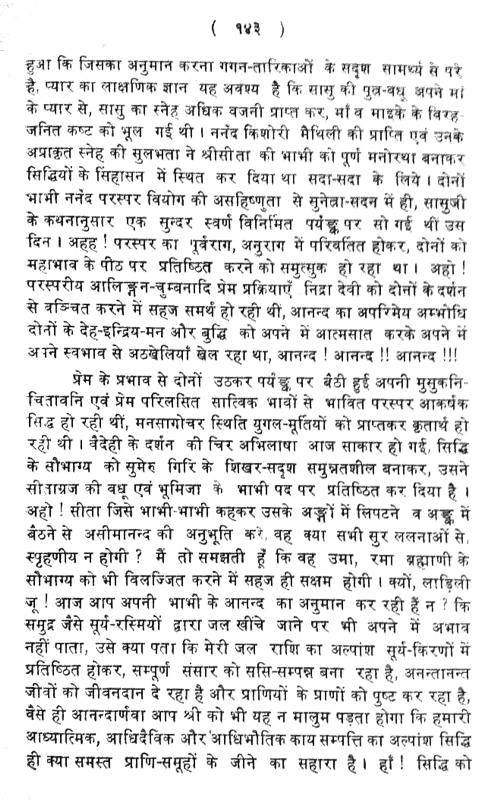 ( १४३ )
हुआ कि जिसका अनुमान करना गगन-तारिकाओं के सदृश सामर्थ्य से परे
है, प्यार का लाक्षणिक ज्ञान यह अवश्य है कि सासु की पुत्र-बधू अपने माँ
के प्यार से, सासु का स्नेह अधिक वजनी प्राप्त कर, माँ व माइके के विरह-
जनित कष्ट को भूल गई थी। ननँद किशोरी मैथिली की प्राप्ति एवं उनके
अप्राकृत स्नेह की सुलभता ने श्रीसीता की भाभी को पूर्ण मनोरथा बनाकर
सिद्धियों के सिंहासन में स्थित कर दिया था सदा-सदा के लिये। दोनों
भाभी ननँद परस्पर वियोग की असहिष्णुता से सुनेत्रा-सदन में ही, सासुजी
के कथनानुसार एक सुन्दर स्वर्ण विनिर्मित पर्यङ्क पर सो गई थीं उस
दिन। अहह! परस्पर का पूर्वराग, अनुराग में परिवर्तित होकर, दोनों को
महाभाव के पीठ पर प्रतिष्ठित करने को समुत्सुक हो रहा था। अहो!
परस्परीय आलिङ्गन-चुम्बनादि प्रेम प्रक्रियाएँ निद्रा देवी को दोनों के दर्शन
से वञ्चित करने में सहज समर्थ हो रही थी, आनन्द का अपरिमेय अम्भोधि
दोनों के देह-इन्द्रिय-मन और बुद्धि को अपने में आत्मसात करके अपने में
अपने स्वभाव से अठखेलियाँ खेल रहा था, आनन्द! आनन्द!! आनन्द!!!
प्रेम के प्रभाव से दोनों उठकर पर्यङ्क पर बैठी हुई अपनी मुसुकनि-
चितावनि एवं प्रेम परिलसित सात्विक भावों से भावित परस्पर आकर्षक
सिद्ध हो रही थीं, मनसागोचर स्थिति युगल-मूर्तियों को प्राप्तकर कृतार्थ हो
रही थी। वैदेही के दर्शन की चिर अभिलाषा आज साकार हो गई, सिद्धि
के सौभाग्य को सुमेरु गिरि के शिखर-सदृश समुन्नतशील बनाकर, उसने
सीताग्रज की वधू एवं भूमिजा के भाभी पद पर प्रतिष्ठित कर दिया है।
अहो! सीता जिसे भाभी-भाभी कहकर उसके अङ्गों में लिपटने व अङ्क में
बैठने से असीमानन्द की अनुभूति करे, वह क्या सभी सुर ललनाओं से,
स्पृहणीय न होगी? मैं तो समझती हूँ कि वह उमा, रमा ब्रह्माणी के
सौभाग्य को भी विलज्जित करने में सहज ही सक्षम होगी। क्यों, लाड़िली
जू! आज आप अपनी भाभी के आनन्द का अनुमान कर रही हैं न? कि
समुद्र जैसे सूर्य-रस्मियों द्वारा जल खींचे जाने पर भी अपने में अभाव
नहीं पाता, उसे क्या पता कि मेरी जल राशि का अल्पांश सूर्य-किरणों में
प्रतिष्ठित होकर, सम्पूर्ण संसार को ससि-सम्पन्न बना रहा है, अनन्तानन्त
जीवों को जीवनदान दे रहा है और प्राणियों के प्राणों को पुष्ट कर रहा है,
वैसे ही आनन्दार्णवा आप श्री को भी यह न मालुम पड़ता होगा कि हमारी
आध्यात्मिक, आधिदैविक और आधिभौतिक काय सम्पत्ति का अल्पांश सिद्धि
ही क्या समस्त प्राणि-समूहों के जीने का सहारा है। हाँ! सिद्धि को